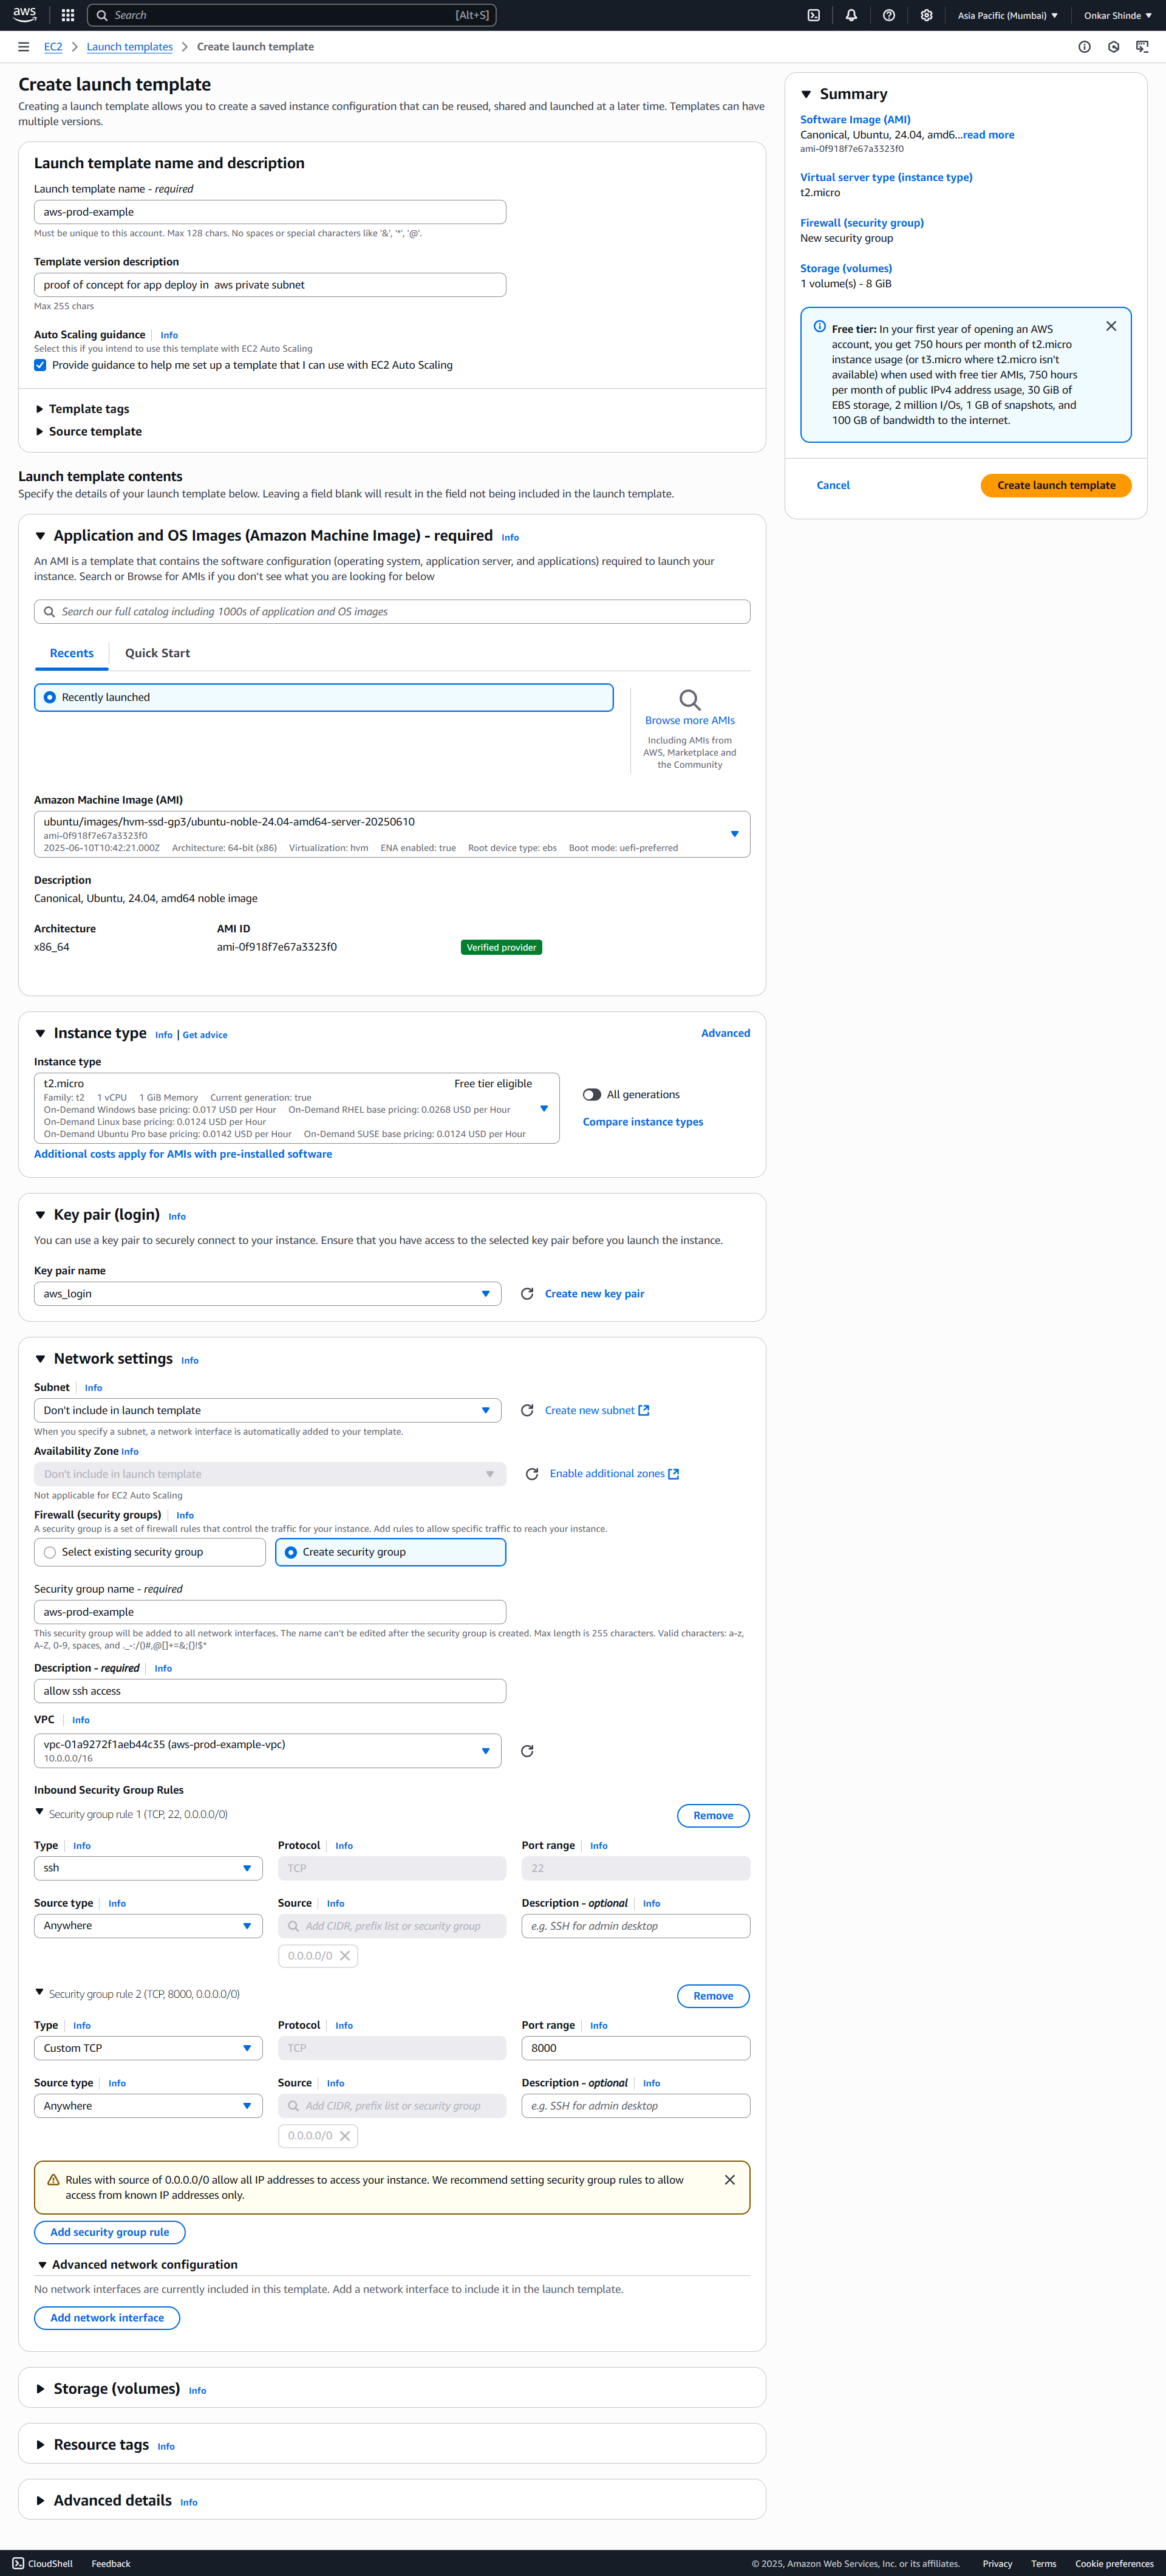 aws
Search
[Alt+S]
Asia Pacific (Mumbai)
Onkar Shinde
EC2
Launch templates
Create launch template
Create launch template
Creating a launch template allows you to create a saved instance configuration that can be reused, shared and launched at a later time. Templates can have
multiple versions.
Launch template name and description
Launch template name - required
aws-prod-example
Must be unique to this account. Max 128 chars. No spaces or special characters like '&', '*', '@'.
Template version description
proof of concept for app deploy in  aws private subnet
Max 255 chars
Auto Scaling guidance Info
Select this if you intend to use this template with EC2 Auto Scaling
Provide guidance to help me set up a template that I can use with EC2 Auto Scaling
Template tags
Source template
Launch template contents
Specify the details of your launch template below. Leaving a field blank will result in the field not being included in the launch template.
Application and OS Images (Amazon Machine Image) - required Info
An AMI is a template that contains the software configuration (operating system, application server, and applications) required to launch your
instance. Search or Browse for AMIs if you don't see what you are looking for below
Search our full catalog including 1000s of application and OS images
Recents
Quick Start
Recently launched
Browse more AMIs
Including AMIs from
AWS, Marketplace and
the Community
Amazon Machine Image (AMI)
ubuntu/images/hvm-ssd-gp3/ubuntu-noble-24.04-amd64-server-20250610
ami-0f918f7e67a3323f0
2025-06-10T10:42:21.000Z Architecture: 64-bit (x86) Virtualization: hvm ENA enabled: true Root device type: ebs Boot mode: uefi-preferred
Description
Canonical, Ubuntu, 24.04, amd64 noble image
Architecture
AMI ID
x86_64
ami-0f918f7e67a3323f0
Verified provider
Instance type Info | Get advice
Advanced
Instance type
t2.micro
Free tier eligible
Family: t2 1 vCPU 1 GiB Memory Current generation: true
On-Demand Windows base pricing: 0.017 USD per Hour On-Demand RHEL base pricing: 0.0268 USD per Hour
On-Demand Linux base pricing: 0.0124 USD per Hour
On-Demand Ubuntu Pro base pricing: 0.0142 USD per Hour On-Demand SUSE base pricing: 0.0124 USD per Hour
All generations
Compare instance types
Additional costs apply for AMIs with pre-installed software
Key pair (login) Info
You can use a key pair to securely connect to your instance. Ensure that you have access to the selected key pair before you launch the instance.
Key pair name
aws_login
Create new key pair
Network settings Info
Subnet Info
Don't include in launch template
Create new subnet
When you specify a subnet, a network interface is automatically added to your template.
Availability Zone Info
Don't include in launch template
Enable additional zones
Not applicable for EC2 Auto Scaling
Firewall (security groups) Info
A security group is a set of firewall rules that control the traffic for your instance. Add rules to allow specific traffic to reach your instance.
Select existing security group
Create security group
Security group name - required
aws-prod-example
This security group will be added to all network interfaces. The name can't be edited after the security group is created. Max length is 255 characters. Valid characters: a-z,
A-Z, 0-9, spaces, and ._-:/()#,@[]+=&;{}!$*
Description - required Info
allow ssh access
VPC Info
vpc-01a9272f1aeb44c35 (aws-prod-example-vpc)
10.0.0.0/16
Inbound Security Group Rules
Security group rule 1 (TCP, 22, 0.0.0.0/0)
Remove
Type Info
Protocol Info
Port range Info
ssh
TCP
22
Source type Info
Source Info
Description - optional Info
Anywhere
Add CIDR, prefix list or security group
e.g. SSH for admin desktop
0.0.0.0/0
Security group rule 2 (TCP, 8000, 0.0.0.0/0)
Remove
Type Info
Protocol Info
Port range Info
Custom TCP
TCP
8000
Source type Info
Source Info
Description - optional Info
Anywhere
Add CIDR, prefix list or security group
e.g. SSH for admin desktop
0.0.0.0/0
Rules with source of 0.0.0.0/0 allow all IP addresses to access your instance. We recommend setting security group rules to allow
access from known IP addresses only.
Add security group rule
Advanced network configuration
No network interfaces are currently included in this template. Add a network interface to include it in the launch template.
Add network interface
Storage (volumes) Info
Resource tags Info
Advanced details Info
Summary
Software Image (AMI)
Canonical, Ubuntu, 24.04, amd6...read more
ami-0f918f7e67a3323f0
Virtual server type (instance type)
t2.micro
Firewall (security group)
New security group
Storage (volumes)
1 volume(s) - 8 GiB
Free tier: In your first year of opening an AWS
account, you get 750 hours per month of t2.micro
instance usage (or t3.micro where t2.micro isn't
available) when used with free tier AMIs, 750 hours
per month of public IPv4 address usage, 30 GiB of
EBS storage, 2 million I/Os, 1 GB of snapshots, and
100 GB of bandwidth to the internet.
Cancel
Create launch template
CloudShell
Feedback
© 2025, Amazon Web Services, Inc. or its affiliates.
Privacy
Terms
Cookie preferences